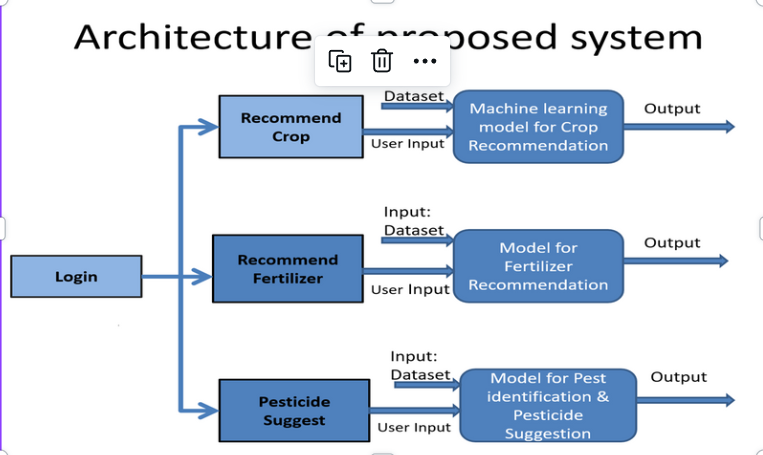 Architecture of proposed system
Dataset
Recommend
Crop
User Input
Machine learning
model for Crop
Recommendation
Output
Login
Input:
Dataset
Recommend
Fertilizer
User Input
Model for
Fertilizer
Recommendation
Output
Input:
Dataset
Pesticide
Suggest
User Input
Model for Pest
identification &
Pesticide
Suggestion
Output